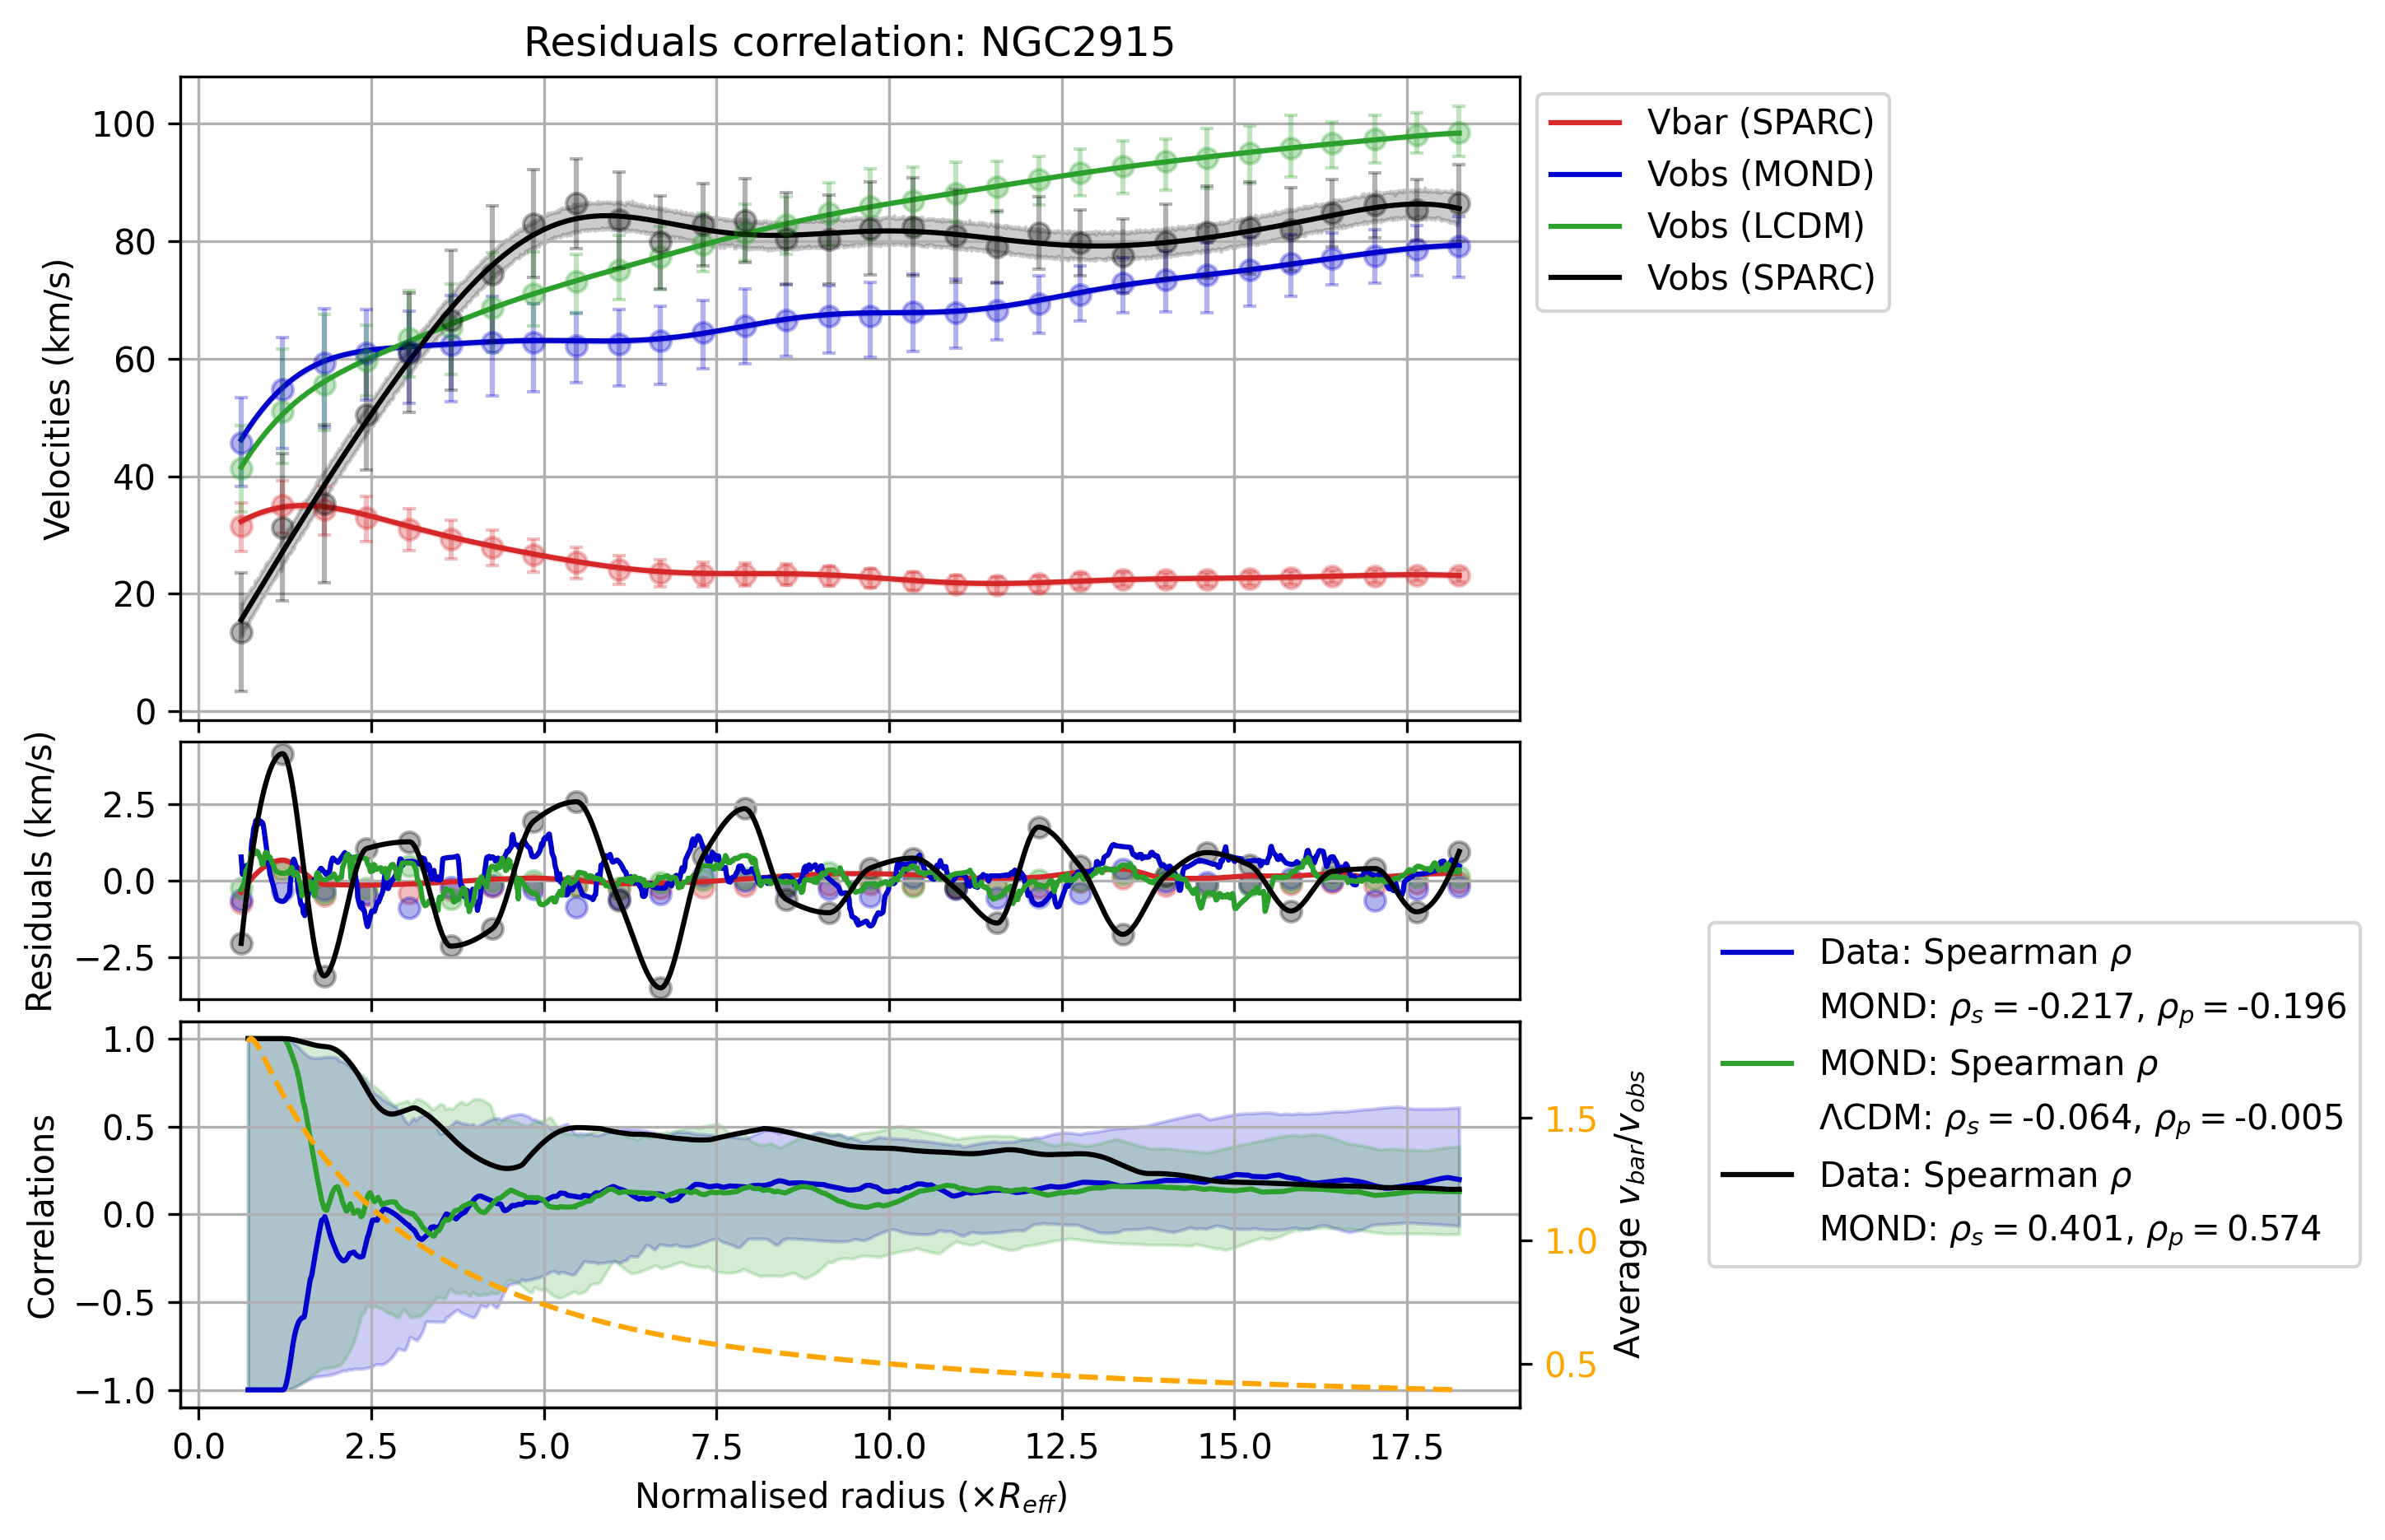 Residuals correlation: NGC2915
Velocities (km/s)
100
80
60
40
20
0
Vbar (SPARC)
Vobs (MOND)
Vobs (LCDM)
Vobs (SPARC)
Residuals (km/s)
2.5
0.0
−2.5
Correlations
1.0
0.5
0.0
−0.5
−1.0
1.5
1.0
0.5
Average v_bar/v_obs
0.0 2.5 5.0 7.5 10.0 12.5 15.0 17.5
Normalised radius (×R_eff)
Data: Spearman ρ
MOND: ρ_s = -0.217, ρ_p = -0.196
MOND: Spearman ρ
ΛCDM: ρ_s = -0.064, ρ_p = -0.005
Data: Spearman ρ
MOND: ρ_s = 0.401, ρ_p = 0.574